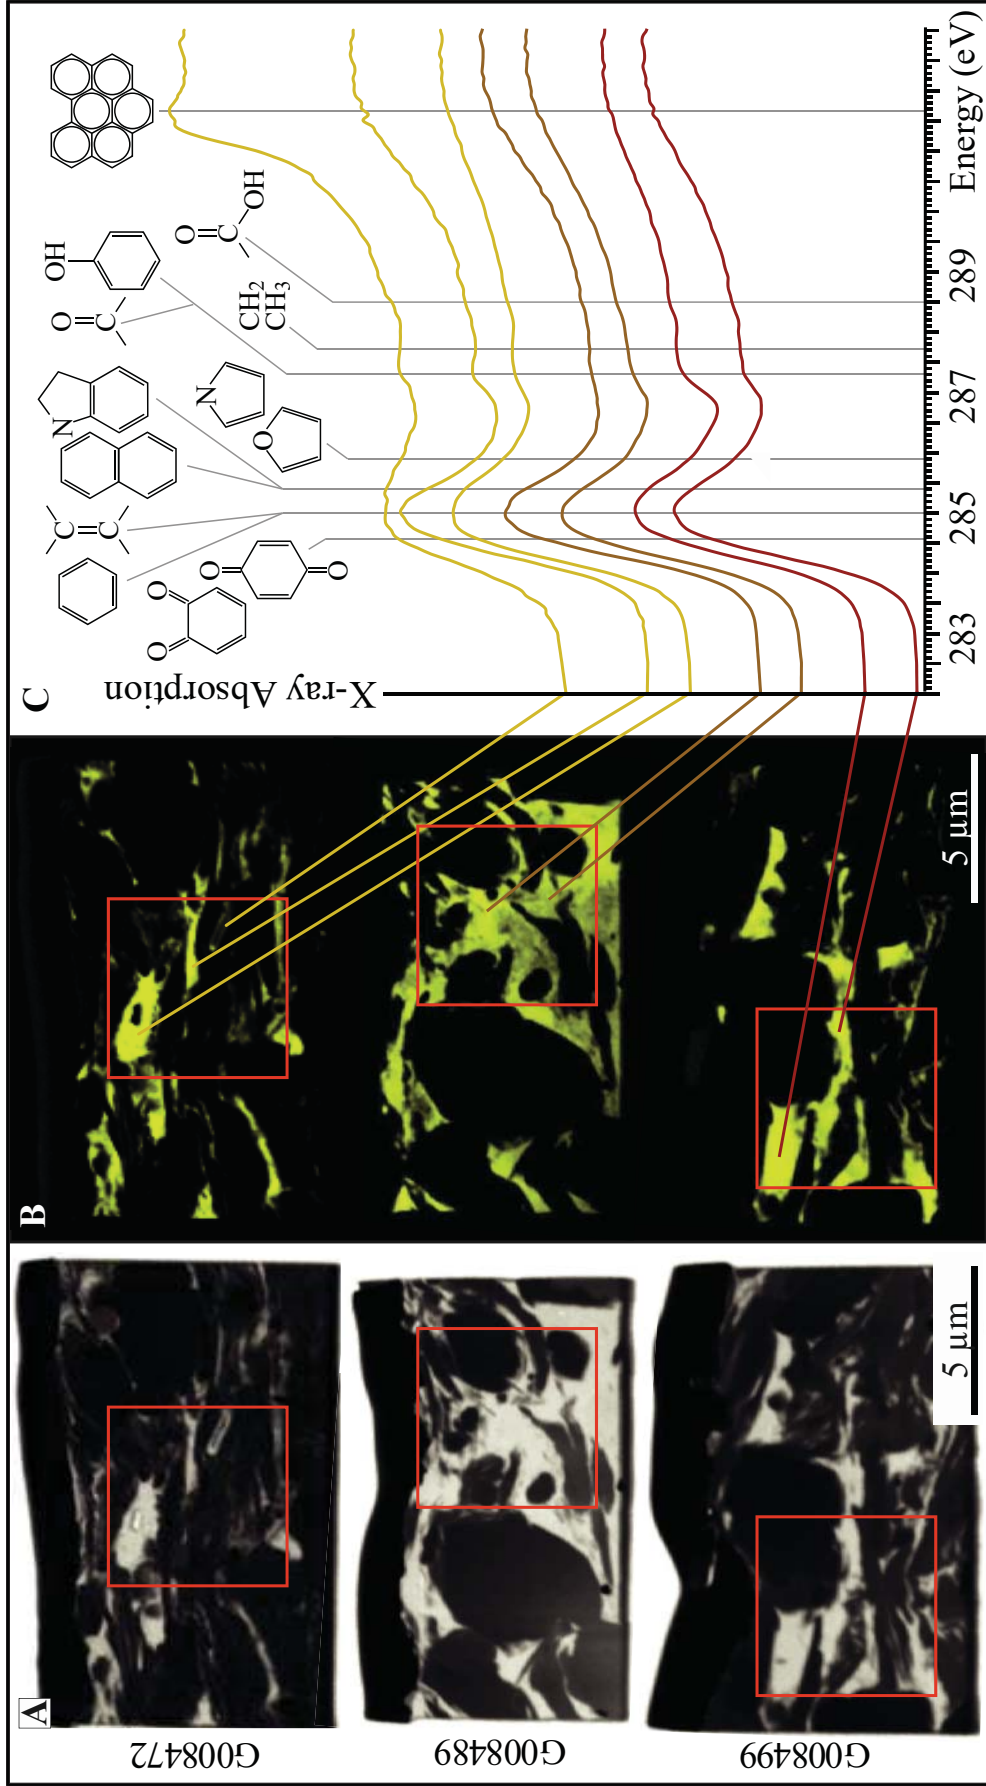 A
G008472
G008489
G008499
5 µm
B
5 µm
C
X-ray Absorption
O
O
O
O
C
C
N
O
C
OH
N
O
CH2
CH3
O
C
OH
283
285
287
289
Energy (eV)